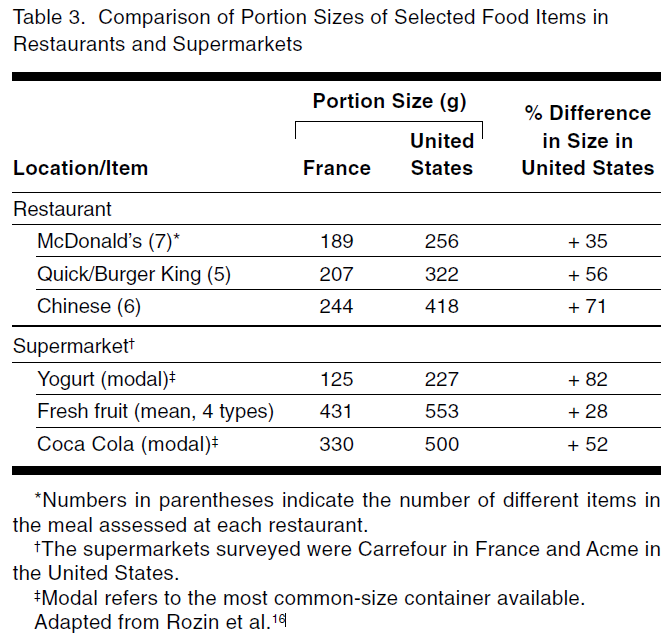 Table 3. Comparison of Portion Sizes of Selected Food Items in
Restaurants and Supermarkets
Portion Size (g)
% Difference
in Size in
United States
Location/Item France United
States
Restaurant
McDonald's (7)* 189 256 + 35
Quick/Burger King (5) 207 322 + 56
Chinese (6) 244 418 + 71
Supermarket†
Yogurt (modal)‡ 125 227 + 82
Fresh fruit (mean, 4 types) 431 553 + 28
Coca Cola (modal)‡ 330 500 + 52
*Numbers in parentheses indicate the number of different items in
the meal assessed at each restaurant.
†The supermarkets surveyed were Carrefour in France and Acme in
the United States.
‡Modal refers to the most common-size container available.
Adapted from Rozin et al.16